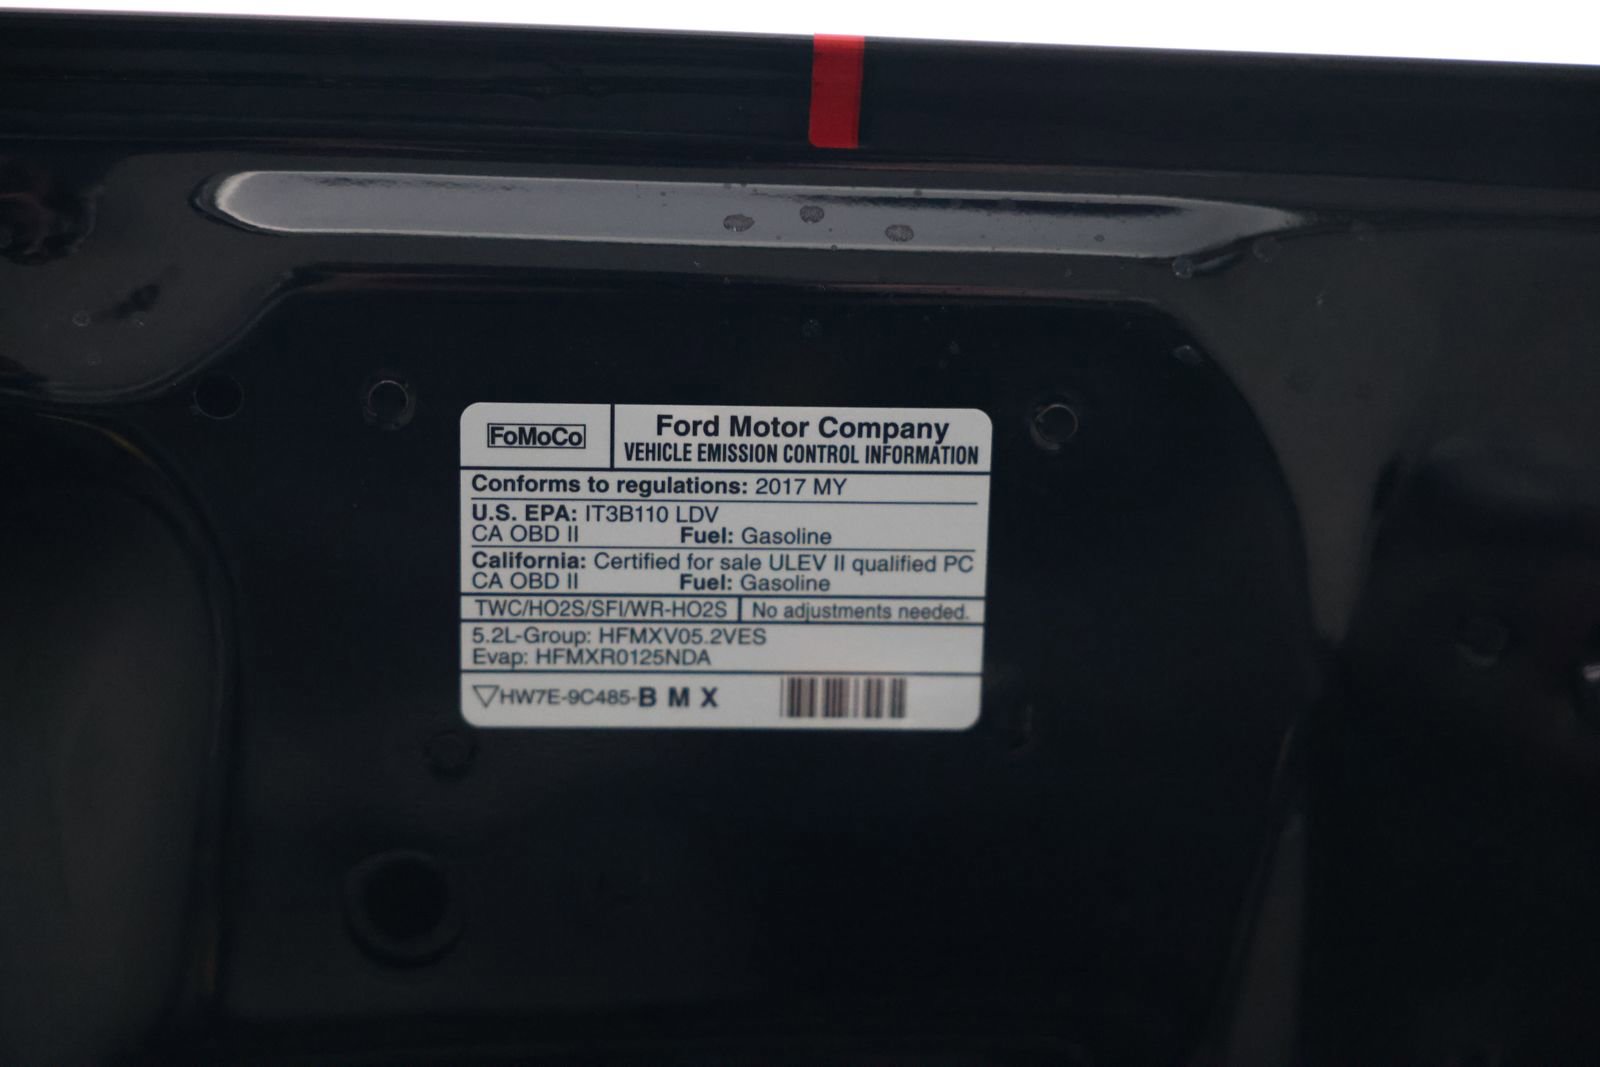 FoMoCo
Ford Motor Company
VEHICLE EMISSION CONTROL INFORMATION
Conforms to regulations: 2017 MY
U.S. EPA: IT3B110 LDV
CA OBD II Fuel: Gasoline
California: Certified for sale ULEV II qualified PC
CA OBD II Fuel: Gasoline
TWC/HO2S/SFI/WR-HO2S No adjustments needed.
5.2L-Group: HFMXV05.2VES
Evap: HFMXR0125NDA
HW7E-9C485-B M X